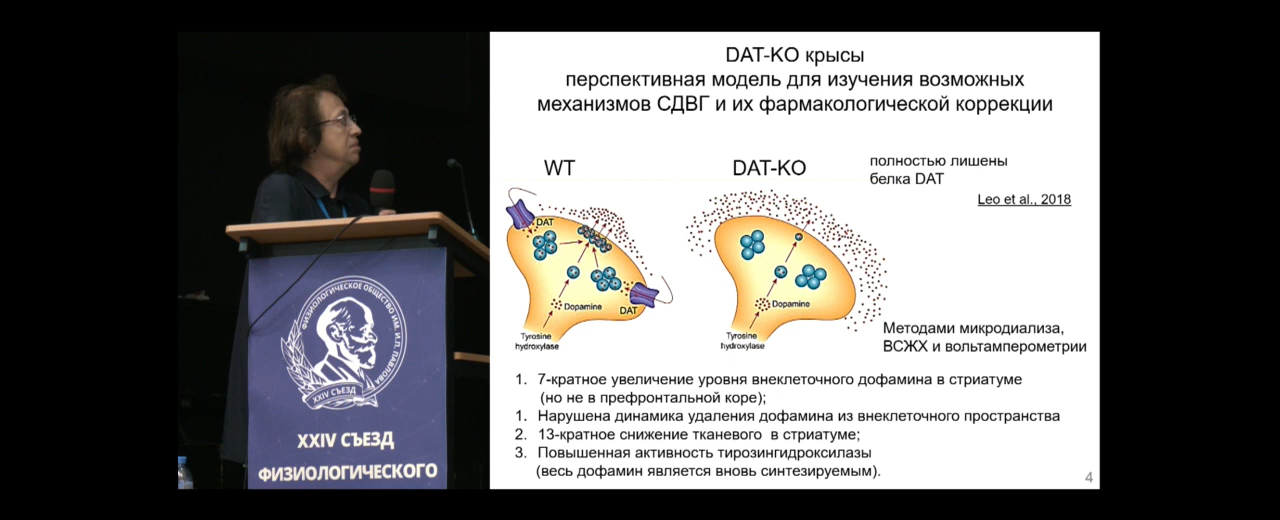 DAT-KO крысы
перспективная модель для изучения возможных
механизмов СДВГ и их фармакологической коррекции
WT
DAT-KO
полностью лишены
белка DAT
Leo et al., 2018
DAT
Dopamine
DAT
Tyrosine
hydroxylase
Dopamine
Tyrosine
hydroxylase
Методами микродиализа,
ВСЖХ и вольтамперометрии
1. 7-кратное увеличение уровня внеклеточного дофамина в стриатуме
(но не в префронтальной коре);
1. Нарушена динамика удаления дофамина из внеклеточного пространства
2. 13-кратное снижение тканевого в стриатуме;
3. Повышенная активность тирозингидроксилазы
(весь дофамин является вновь синтезируемым).
4
ФИЗИОЛОГИЧЕСКОЕ ОБЩЕСТВО ИМ. И.П. ПАВЛОВА
XXIV СЪЕЗД
XXIV СЪЕЗД
ФИЗИОЛОГИЧЕСКОГО